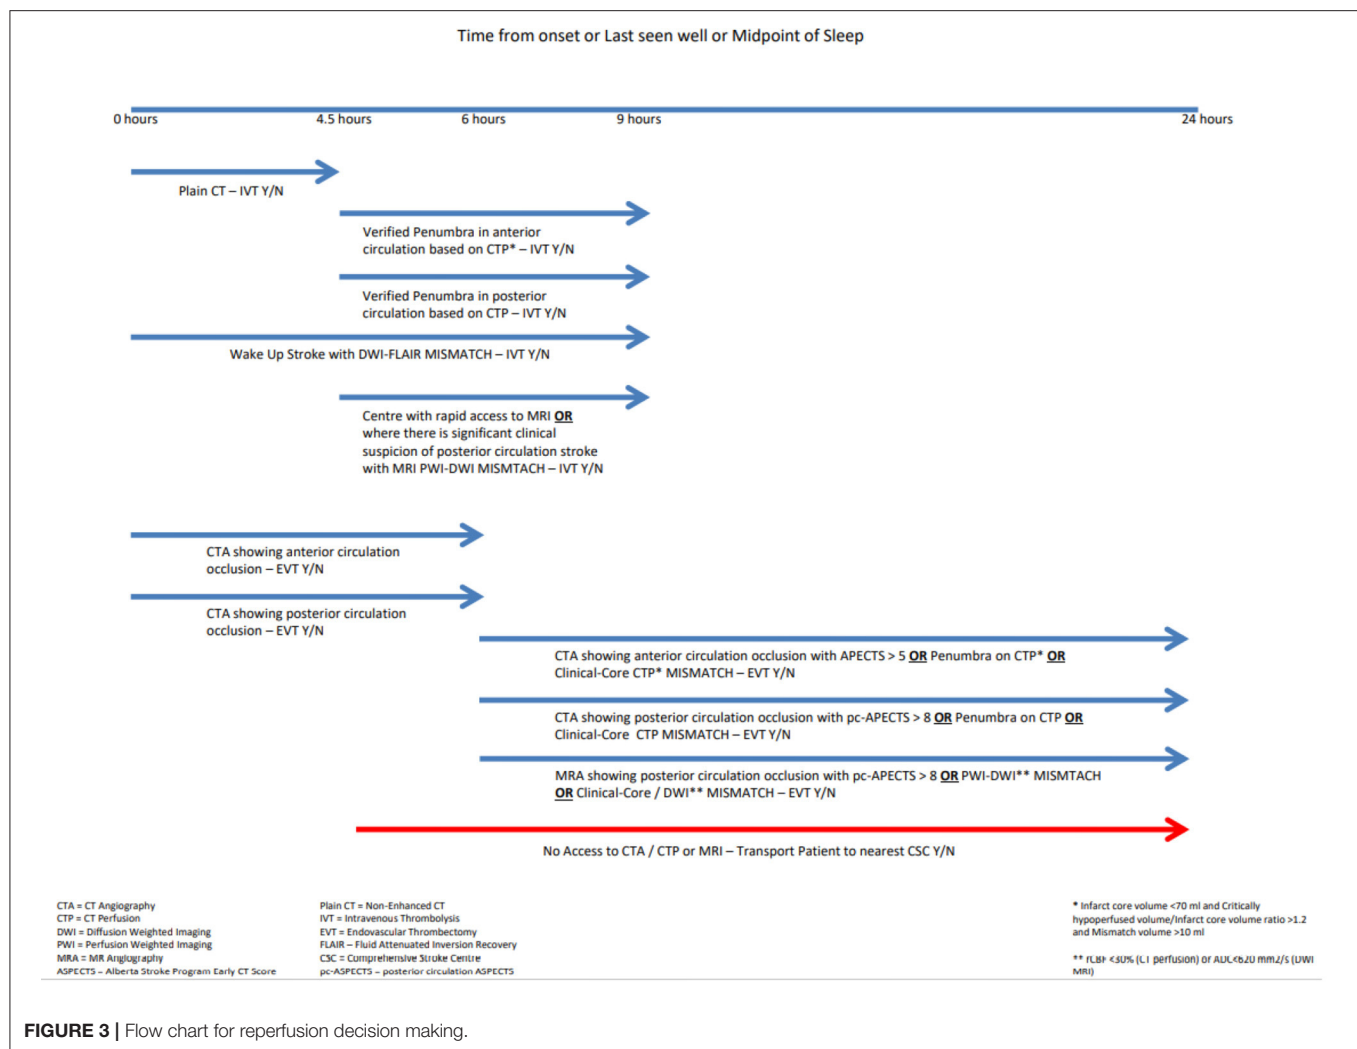 Time from onset or Last seen well or Midpoint of Sleep
0 hours 4.5 hours 6 hours 9 hours 24 hours
Plain CT – IVT Y/N
Verified Penumbra in anterior
circulation based on CTP* – IVT Y/N
Verified Penumbra in posterior
circulation based on CTP – IVT Y/N
Wake Up Stroke with DWI-FLAIR MISMATCH – IVT Y/N
Centre with rapid access to MRI OR
where there is significant clinical
suspicion of posterior circulation stroke
with MRI PWI-DWI MISMTACH – IVT Y/N
CTA showing anterior circulation
occlusion – EVT Y/N
CTA showing posterior circulation
occlusion – EVT Y/N
CTA showing anterior circulation occlusion with APECTS > 5 OR Penumbra on CTP* OR
Clinical-Core CTP* MISMATCH – EVT Y/N
CTA showing posterior circulation occlusion with pc-APECTS > 8 OR Penumbra on CTP OR
Clinical-Core CTP MISMATCH – EVT Y/N
MRA showing posterior circulation occlusion with pc-APECTS > 8 OR PWI-DWI** MISMTACH
OR Clinical-Core / DWI** MISMATCH – EVT Y/N
No Access to CTA / CTP or MRI – Transport Patient to nearest CSC Y/N
CTA = CT Angiography
CTP = CT Perfusion
DWI = Diffusion Weighted Imaging
PWI = Perfusion Weighted Imaging
MRA = MR Angiography
ASPECTS – Alberta Stroke Program Early CT Score
Plain CT = Non-Enhanced CT
IVT = Intravenous Thrombolysis
EVT = Endovascular Thrombectomy
FLAIR – Fluid Attenuated Inversion Recovery
CSC = Comprehensive Stroke Centre
pc-ASPECTS – posterior circulation ASPECTS
* Infarct core volume <70 ml and Critically
hypoperfused volume/Infarct core volume ratio >1.2
and Mismatch volume >10 ml
** rCBF <30% (CT perfusion) or ADC<620 mm2/s (DWI
MRI)
FIGURE 3 | Flow chart for reperfusion decision making.